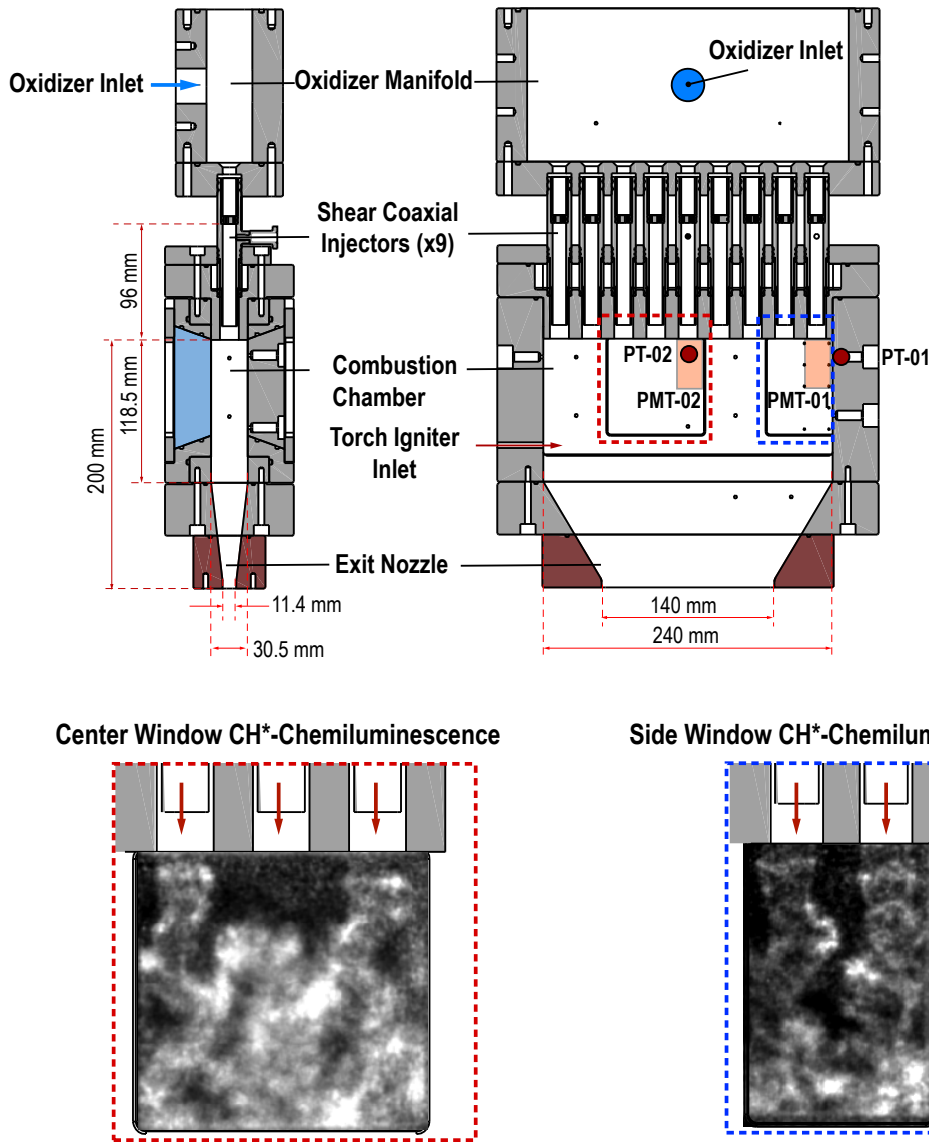 Oxidizer Inlet
Oxidizer Manifold
Oxidizer Inlet
Shear Coaxial
Injectors (x9)
96 mm
118.5 mm
200 mm
Combustion
Chamber
PT-02
PMT-02
PMT-01
PT-01
Torch Igniter
Inlet
Exit Nozzle
11.4 mm
30.5 mm
140 mm
240 mm
Center Window CH*-Chemiluminescence
Side Window CH*-Chemilum